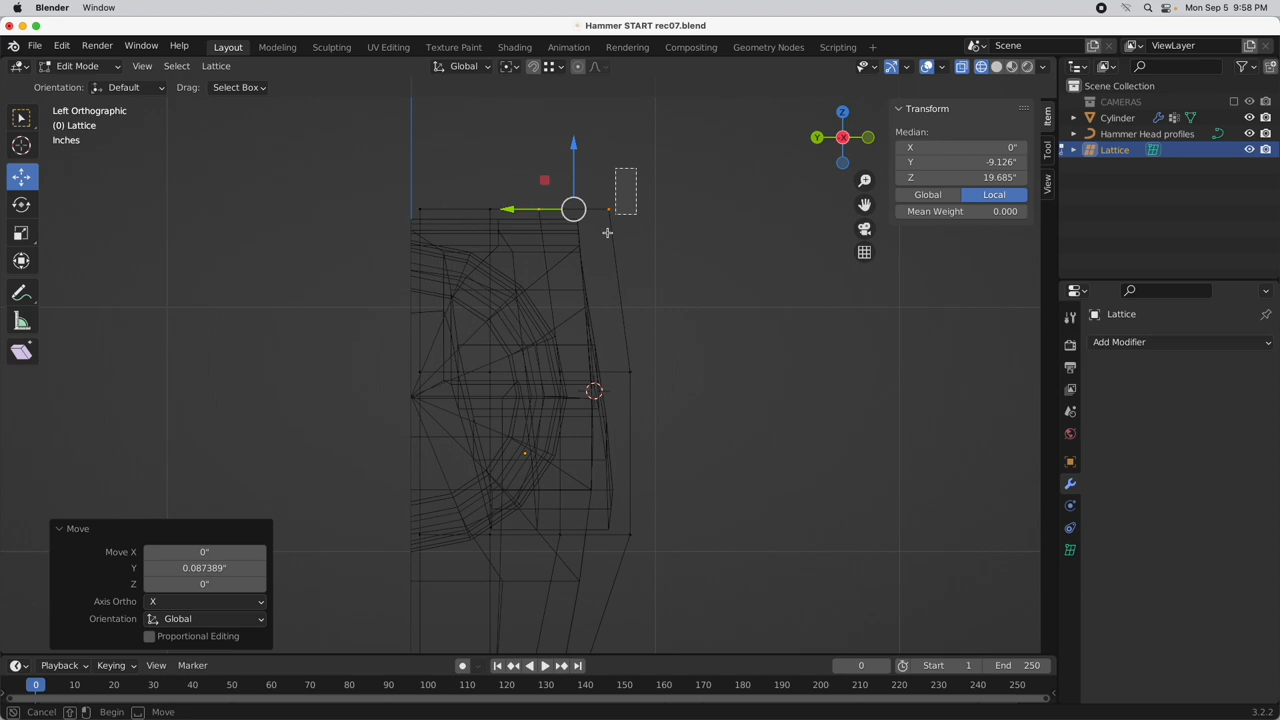 Blender Window Mon Sep 5 9:58 PM
Hammer START rec07.blend
File Edit Render Window Help Layout Modeling Sculpting UV Editing Texture Paint Shading Animation Rendering Compositing Geometry Nodes Scripting + Scene ViewLayer
Edit Mode View Select Lattice Global
Orientation: Default Drag: Select Box
Left Orthographic
(0) Lattice
Inches
Transform
Median:
X 0"
Y -9.126"
Z 19.685"
Global Local
Mean Weight 0.000
Item
Tool
View
Z
Y
X
Scene Collection
CAMERAS
Cylinder
Hammer Head profiles
Lattice
Lattice
Add Modifier
Move
Move X 0"
Y 0.087389"
Z 0"
Axis Ortho X
Orientation Global
Proportional Editing
Playback Keying View Marker 0 Start 1 End 250
0 10 20 30 40 50 60 70 80 90 100 110 120 130 140 150 160 170 180 190 200 210 220 230 240 250
Cancel Begin Move 3.2.2